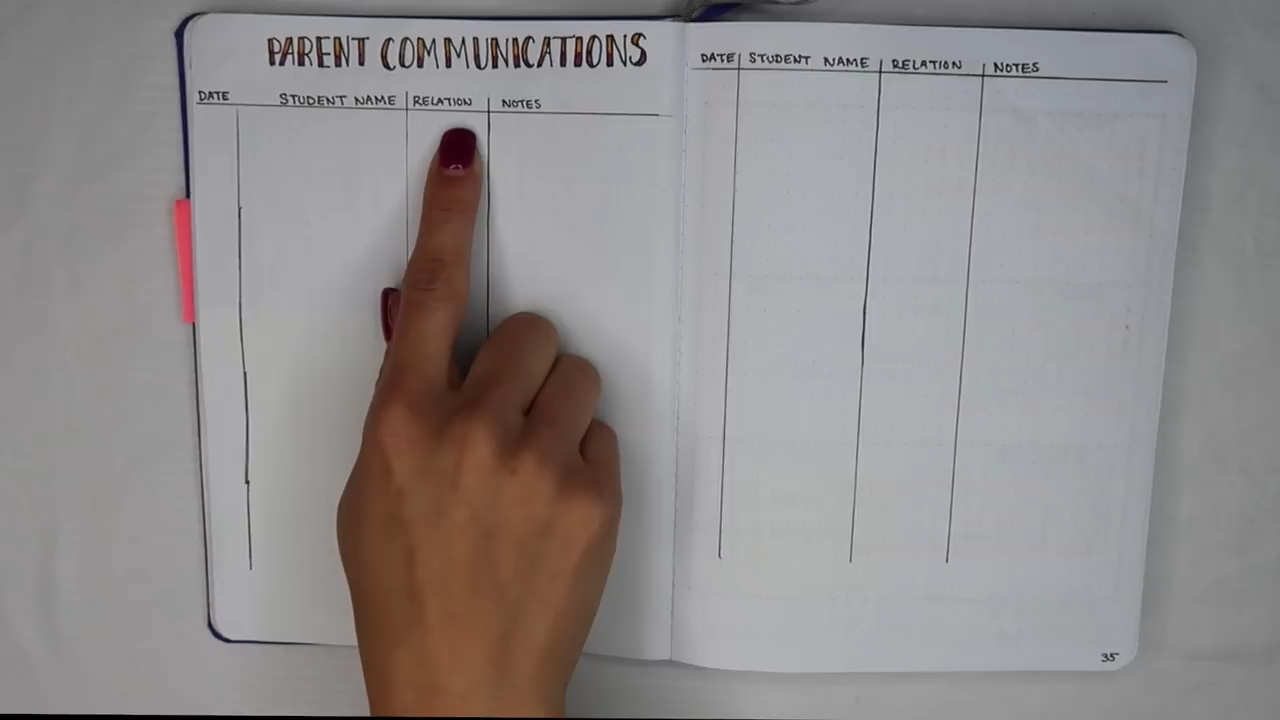 PARENT COMMUNICATIONS
DATE STUDENT NAME RELATION NOTES
DATE STUDENT NAME RELATION NOTES
35